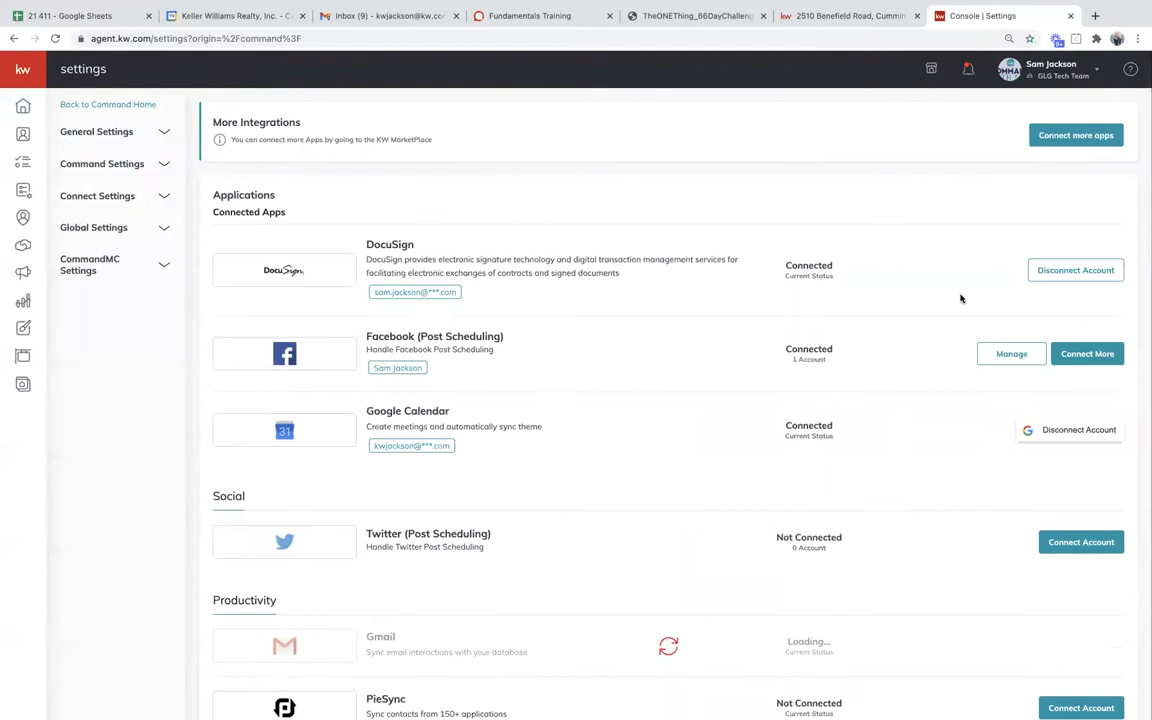 21 411 - Google Sheets
Keller Williams Realty, Inc. - Ca
Inbox (9) - kwjackson@kw.con
Fundamentals Training
TheONEThing_66DayChalleng
2510 Benefield Road, Cummin
Console | Settings
agent.kw.com/settings?origin=%2Fcommand%3F
kw
settings
Sam Jackson
GLG Tech Team
Back to Command Home
General Settings
Command Settings
Connect Settings
Global Settings
CommandMC
Settings
More Integrations
You can connect more Apps by going to the KW MarketPlace
Connect more apps
Applications
Connected Apps
DocuSign
DocuSign
DocuSign provides electronic signature technology and digital transaction management services for
facilitating electronic exchanges of contracts and signed documents
sam.jackson@***.com
Connected
Current Status
Disconnect Account
Facebook (Post Scheduling)
Handle Facebook Post Scheduling
Sam Jackson
Connected
1 Account
Manage
Connect More
31
Google Calendar
Create meetings and automatically sync theme
kwjackson@***.com
Connected
Current Status
Disconnect Account
Social
Twitter (Post Scheduling)
Handle Twitter Post Scheduling
Not Connected
0 Account
Connect Account
Productivity
Gmail
Sync email interactions with your database
Loading...
Current Status
PieSync
Sync contacts from 150+ applications
Not Connected
Current Status
Connect Account